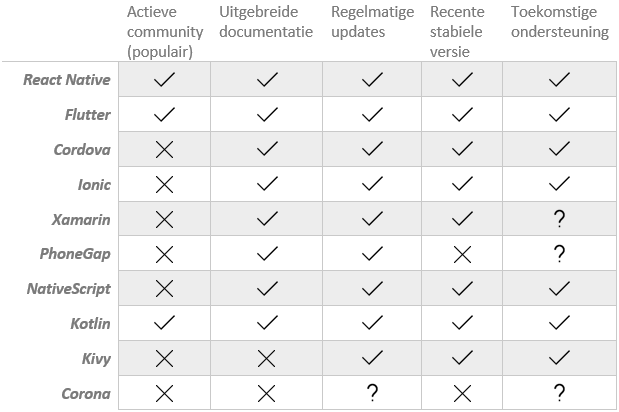 Actieve community (populair) Uitgebreide documentatie Regelmatige updates Recente stabiele versie Toekomstige ondersteuning
React Native ✓ ✓ ✓ ✓ ✓
Flutter ✓ ✓ ✓ ✓ ✓
Cordova ✕ ✓ ✓ ✓ ✓
Ionic ✕ ✓ ✓ ✓ ✓
Xamarin ✕ ✓ ✓ ✓ ?
PhoneGap ✕ ✓ ✓ ✕ ?
NativeScript ✕ ✓ ✓ ✓ ✓
Kotlin ✓ ✓ ✓ ✓ ✓
Kivy ✕ ✕ ✓ ✓ ✓
Corona ✕ ✕ ? ✕ ?